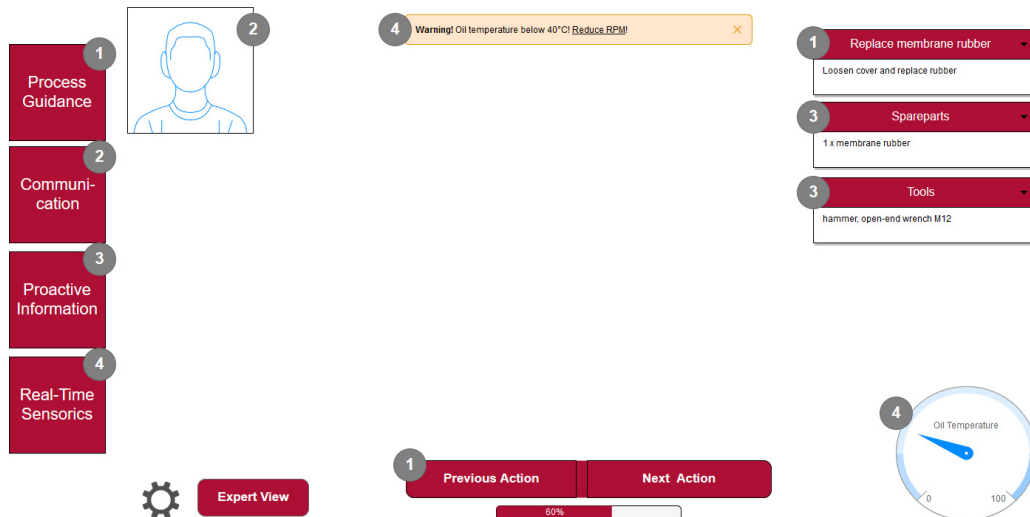 1
Process
Guidance
2
Communi-
cation
3
Proactive
Information
4
Real-Time
Sensorics
2
4 Warning! Oil temperature below 40°C! Reduce RPM! ×
1 Replace membrane rubber
Loosen cover and replace rubber
3 Spareparts
1 x membrane rubber
3 Tools
hammer, open-end wrench M12
4
Oil Temperature
0 100
Expert View
1
Previous Action Next Action
60%